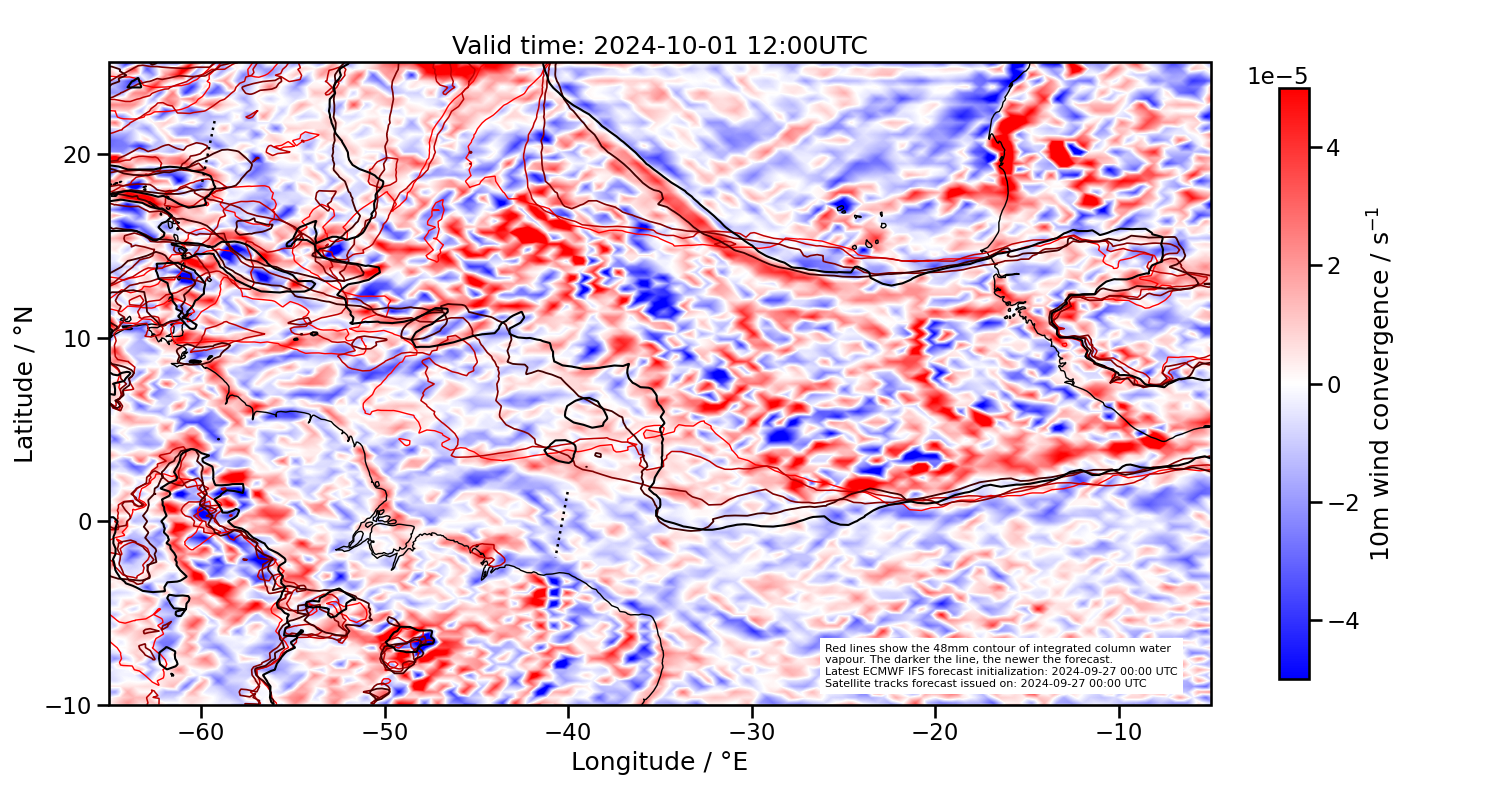 Valid time: 2024-10-01 12:00UTC
1e−5
Latitude / °N
20
10
0
−10
−60
−50
−40
−30
−20
−10
Longitude / °E
4
2
0
−2
−4
10m wind convergence / s⁻¹
Red lines show the 48mm contour of integrated column water
vapour. The darker the line, the newer the forecast.
Latest ECMWF IFS forecast initialization: 2024-09-27 00:00 UTC
Satellite tracks forecast issued on: 2024-09-27 00:00 UTC